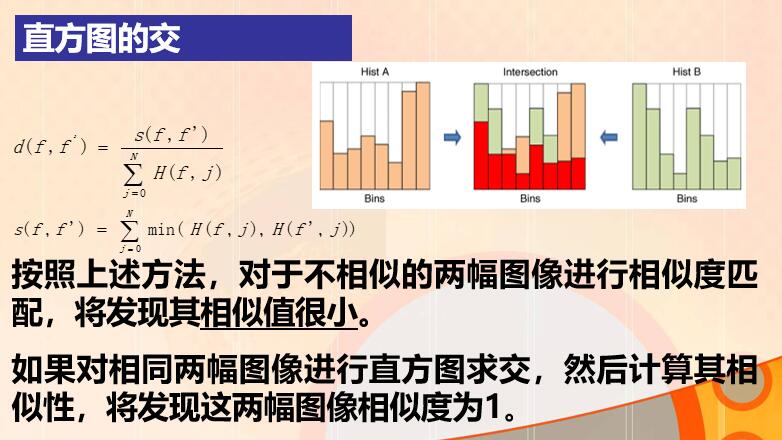 直方图的交
Hist A
Intersection
Hist B
Bins
Bins
Bins
d(f,f') = s(f,f') / ∑_{j=0}^{N} H(f,j)
s(f,f') = ∑_{j=0}^{N} min( H(f,j), H(f',j))
按照上述方法，对于不相似的两幅图像进行相似度匹
配，将发现其相似值很小。
如果对相同两幅图像进行直方图求交，然后计算其相
似性，将发现这两幅图像相似度为1。